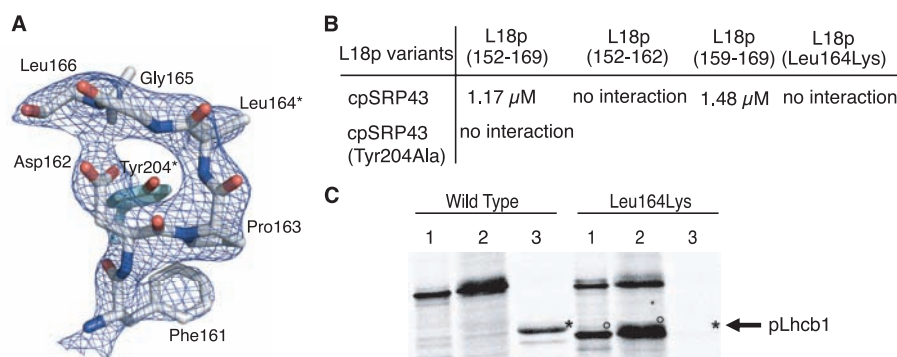 A
Leu166
Gly165
Leu164*
Asp162
Tyr204*
Pro163
Phe161
B
L18p variants
L18p (152-169)
L18p (152-162)
L18p (159-169)
L18p (Leu164Lys)
cpSRP43 1.17 μM no interaction 1.48 μM no interaction
cpSRP43 (Tyr204Ala) no interaction
C
Wild Type Leu164Lys
1 2 3 1 2 3
* ° ° * pLhcb1